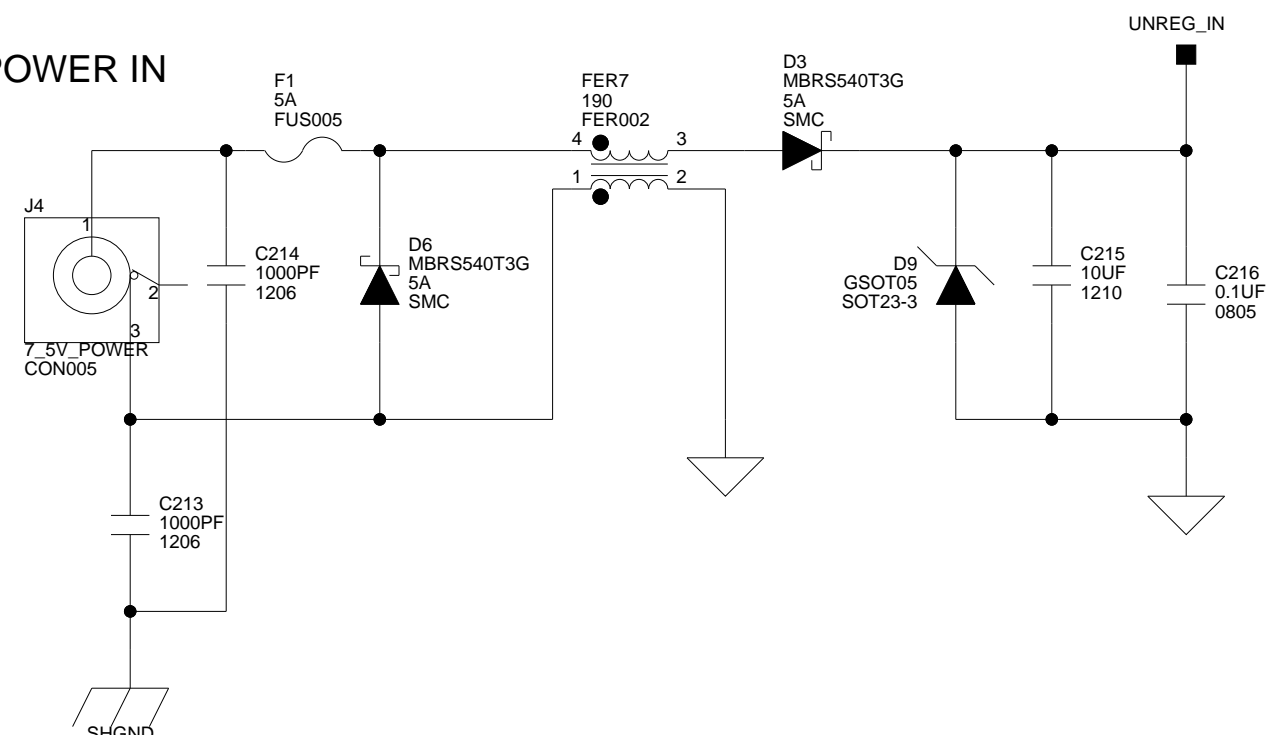 UNREG_IN
POWER IN
F1
5A
FUS005
FER7
190
FER002
D3
MBRS540T3G
5A
SMC
4
3
1
2
J4
1
2
3
7_5V_POWER
CON005
C214
1000PF
1206
D6
MBRS540T3G
5A
SMC
D9
GSOT05
SOT23-3
C215
10UF
1210
C216
0.1UF
0805
C213
1000PF
1206
SHGND